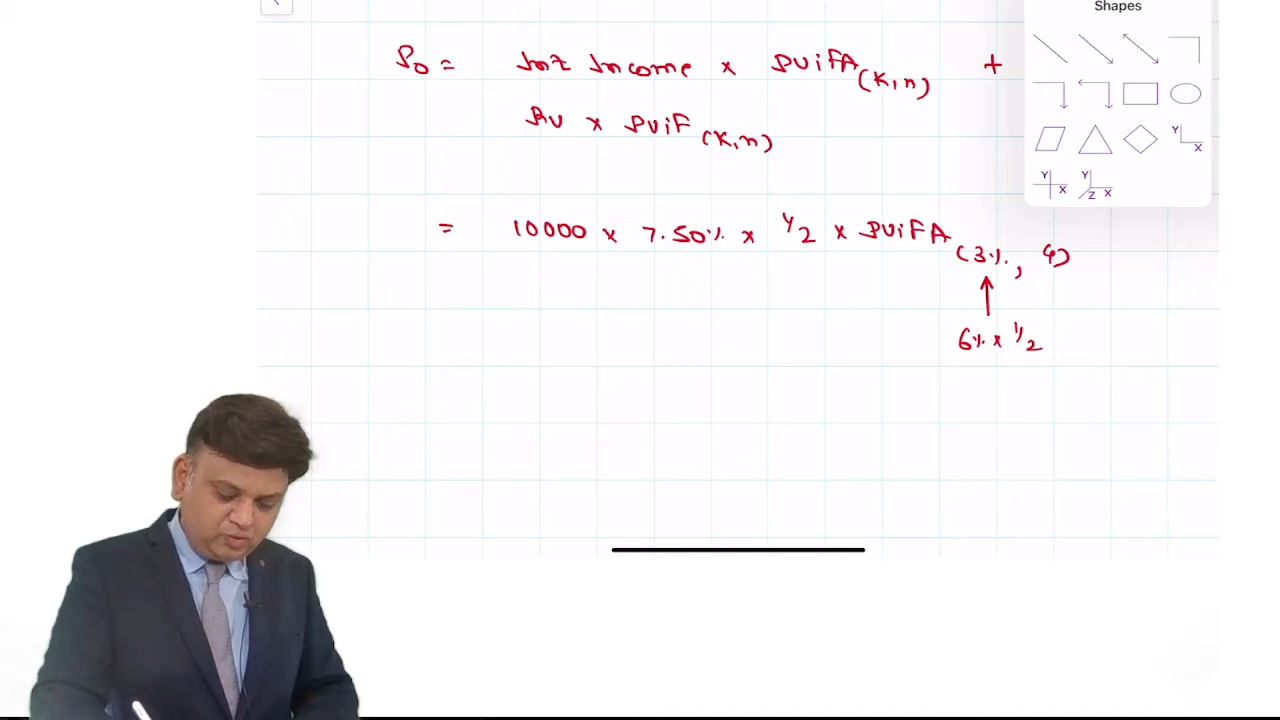 Shapes
P0 = Int Income × PVIFA(K,n) +
RV × PVIF(K,n)
= 10000 × 7.50% × 1/2 × PVIFA(3%, 4)
6% × 1/2
Y
X
Y
X
Y
Z X